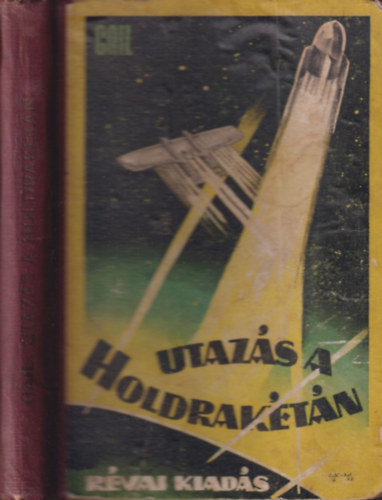 GAIL
UTAZÁS A
HOLDRAKÉTÁN
RÉVAI KIADÁS